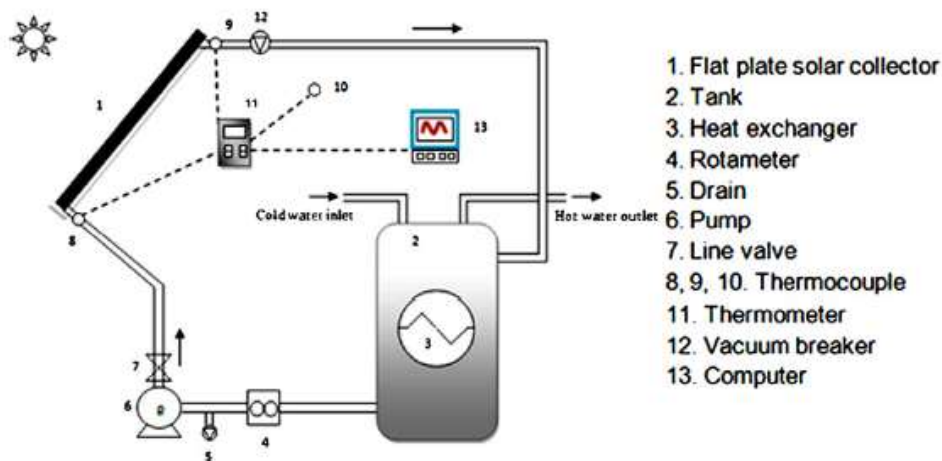 9
12
1
11
10
13
Cold water inlet
Hot water outlet
2
8
3
7
6
4
5
1. Flat plate solar collector
2. Tank
3. Heat exchanger
4. Rotameter
5. Drain
6. Pump
7. Line valve
8, 9, 10. Thermocouple
11. Thermometer
12. Vacuum breaker
13. Computer